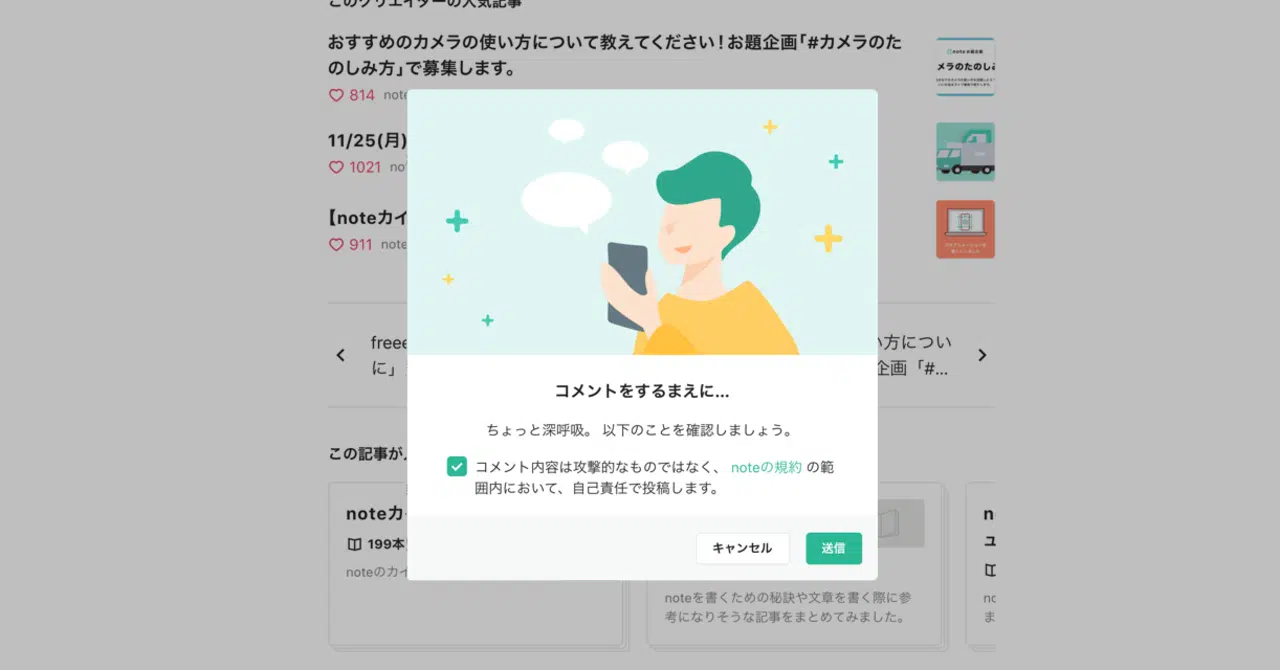 このクリエイターの人気記事
おすすめのカメラの使い方について教えてください！お題企画「#カメラのた
のしみ方」で募集します。
814 note
11/25(月)
1021
【noteカイ
911 note
freee
に」
い方につい
企画「#...
コメントをするまえに...
ちょっと深呼吸。 以下のことを確認しましょう。
コメント内容は攻撃的なものではなく、 noteの規約 の範
囲内において、自己責任で投稿します。
キャンセル 送信
この記事が
noteカ
199本
noteのカイ
noteを書くための秘訣や文章を書く際に参
考になりそうな記事をまとめてみました。
n
ユ